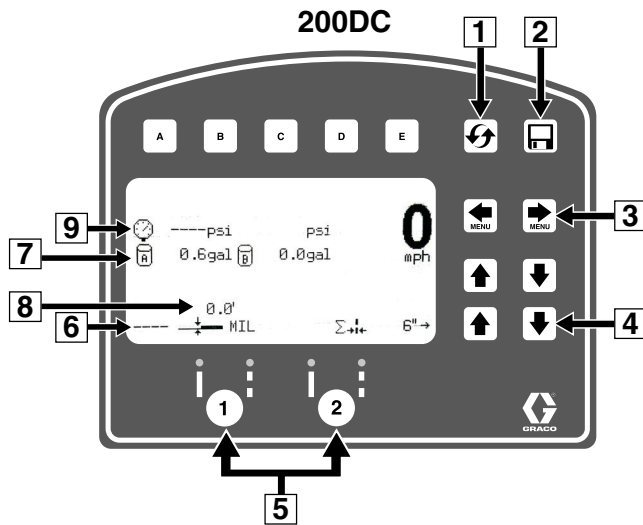 200DC
1
2
A B C D E
9
3
MENU MENU
----psi psi 0
7
A 0.6gal B 0.0gal mph
8
0.0'
6
---- MIL Σ 6"→
4
1 2
GRACO
5